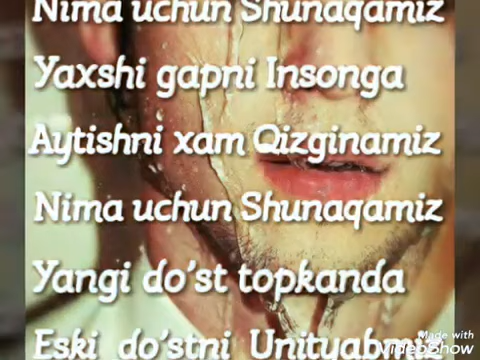 Nima uchun Shunaqamiz
Yaxshi gapni Insonga
Aytishni xam Qizginamiz
Nima uchun Shunaqamiz
Yangi do'st topkanda
Eski do'stni Unityabmiz
Made with
VideoShow